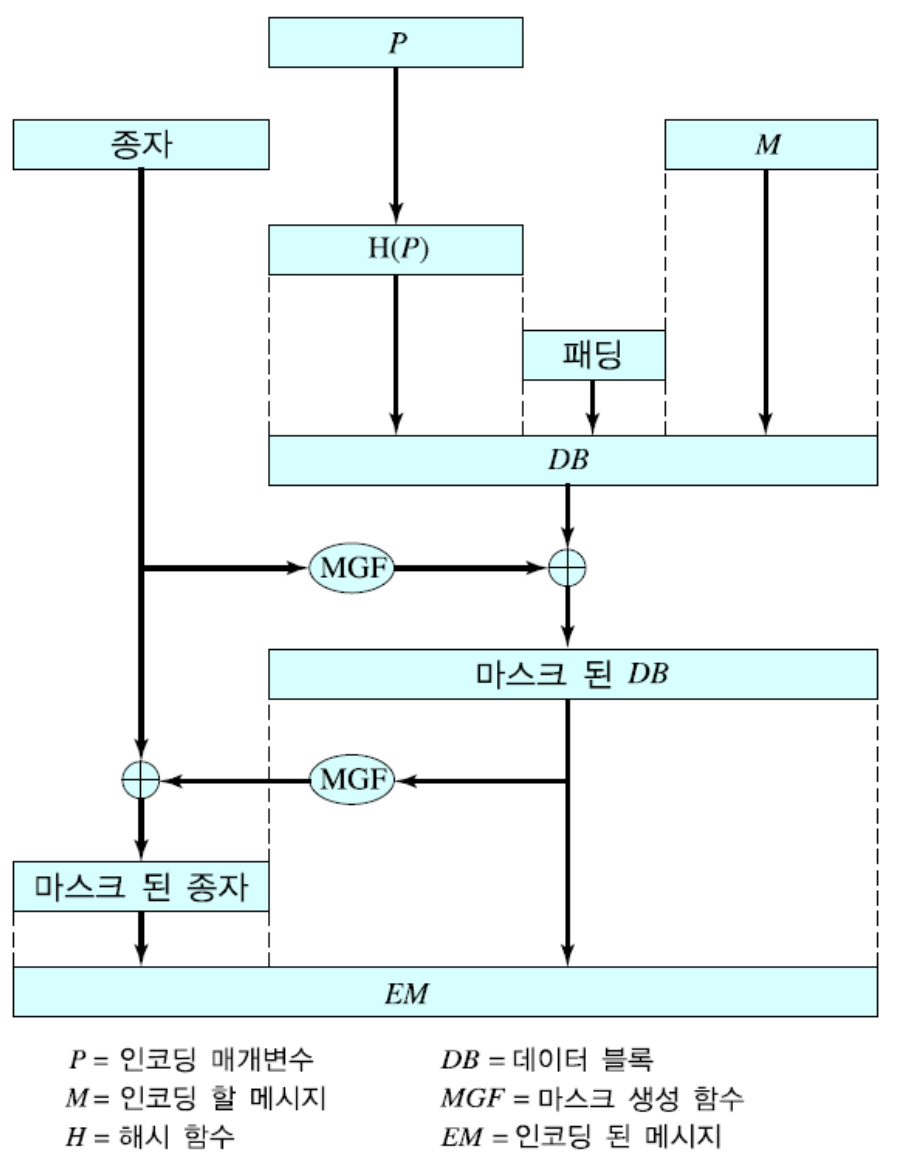 P
종자
M
H(P)
패딩
DB
MGF
마스크 된 DB
MGF
마스크 된 종자
EM
P = 인코딩 매개변수
M = 인코딩 할 메시지
H = 해시 함수
DB = 데이터 블록
MGF = 마스크 생성 함수
EM = 인코딩 된 메시지